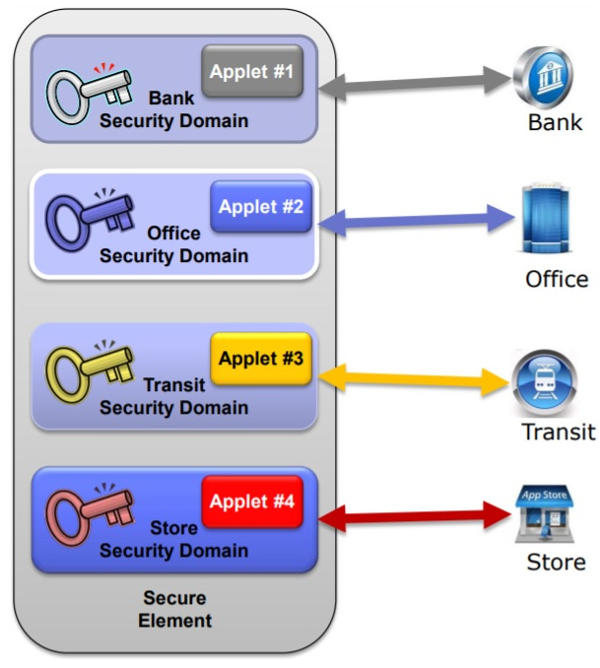 Applet #1
Bank
Security Domain
Bank
Applet #2
Office
Security Domain
Office
Applet #3
Transit
Security Domain
Transit
Applet #4
Store
Security Domain
App Store
Store
Secure
Element